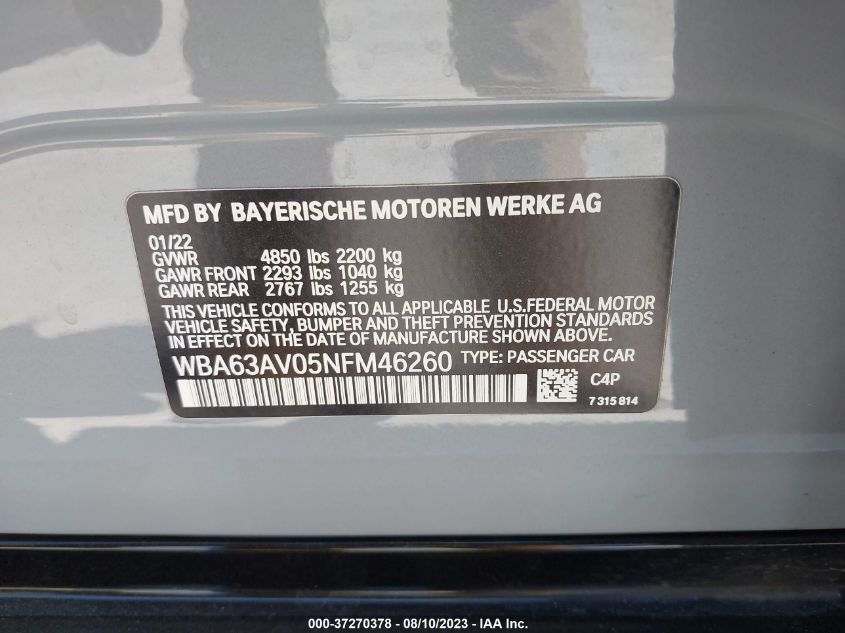 MFD BY BAYERISCHE MOTOREN WERKE AG
01/22
GVWR 4850 lbs 2200 kg
GAWR FRONT 2293 lbs 1040 kg
GAWR REAR 2767 lbs 1255 kg
THIS VEHICLE CONFORMS TO ALL APPLICABLE U.S.FEDERAL MOTOR
VEHICLE SAFETY, BUMPER AND THEFT PREVENTION STANDARDS
IN EFFECT ON THE DATE OF MANUFACTURE SHOWN ABOVE.
WBA63AV05NFM46260 TYPE: PASSENGER CAR
C4P
7 315 814
000-37270378 - 08/10/2023 - IAA Inc.